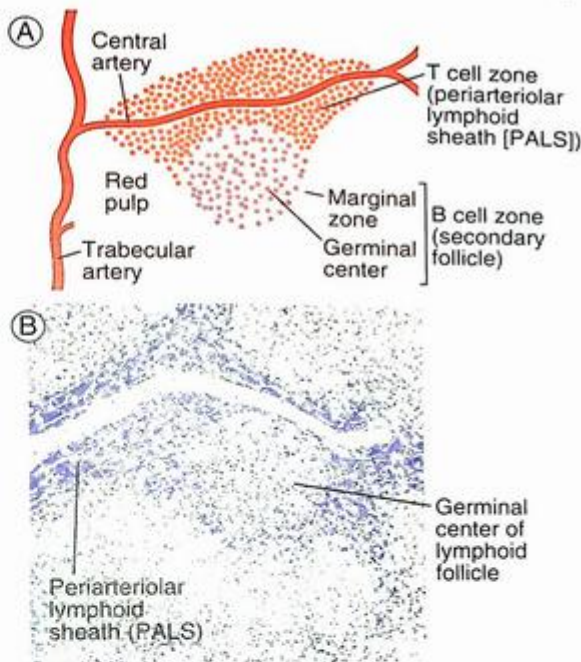 A
Central
artery
T cell zone
(periarteriolar
lymphoid
sheath [PALS])
Red
pulp
Marginal
zone
Germinal
center
B cell zone
(secondary
follicle)
Trabecular
artery
B
Germinal
center of
lymphoid
follicle
Periarteriolar
lymphoid
sheath (PALS)